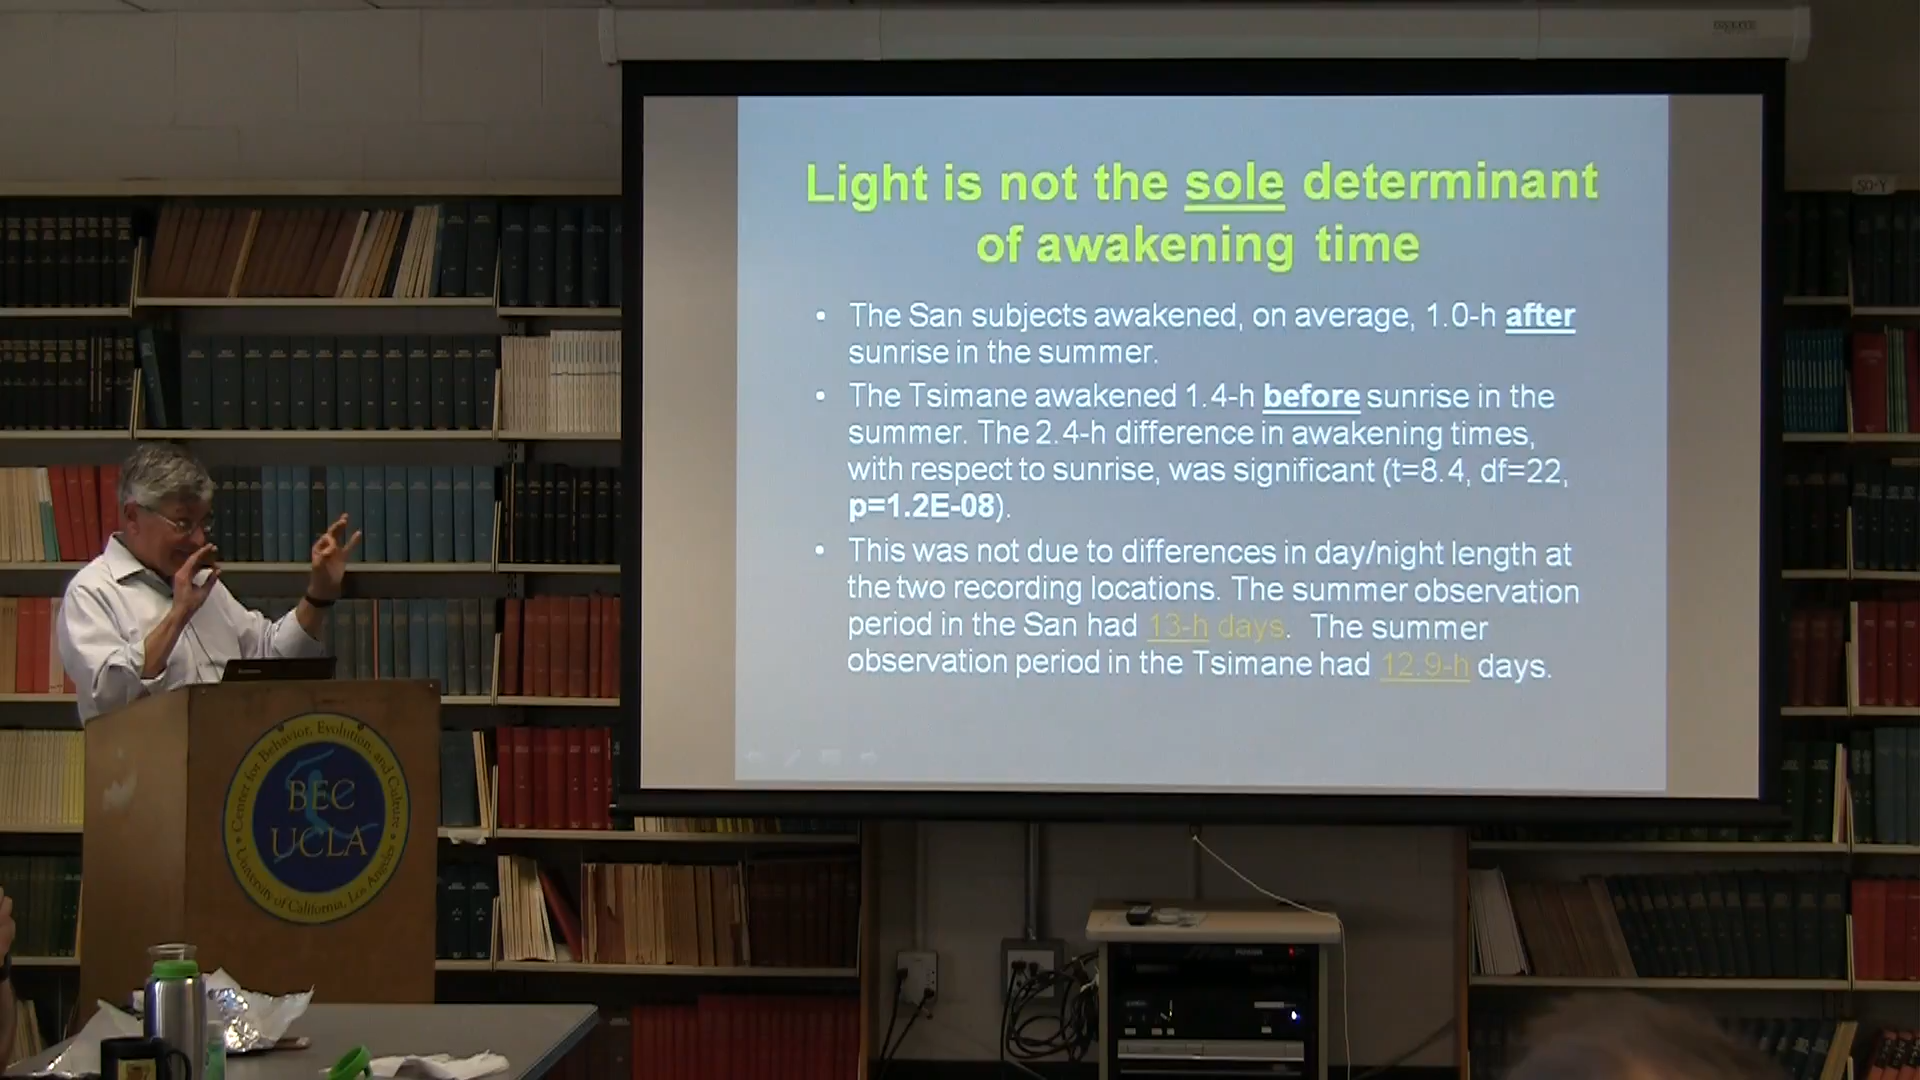 Light is not the sole determinant
of awakening time
• The San subjects awakened, on average, 1.0-h after
sunrise in the summer.
• The Tsimane awakened 1.4-h before sunrise in the
summer. The 2.4-h difference in awakening times,
with respect to sunrise, was significant (t=8.4, df=22,
p=1.2E-08).
• This was not due to differences in day/night length at
the two recording locations. The summer observation
period in the San had 13-h days. The summer
observation period in the Tsimane had 12.9-h days.
Center for Behavior, Evolution, and Culture
BEC
UCLA
University of California, Los Angeles